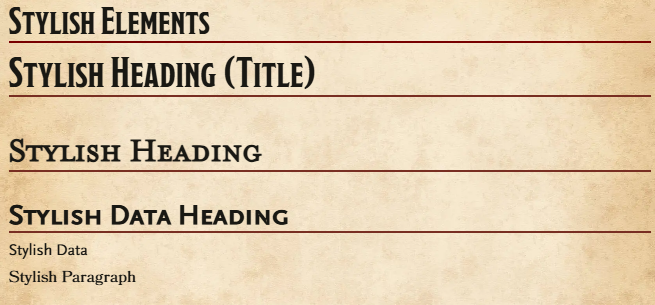 Stylish Elements
Stylish Heading (Title)
Stylish Heading
Stylish Data Heading
Stylish Data
Stylish Paragraph